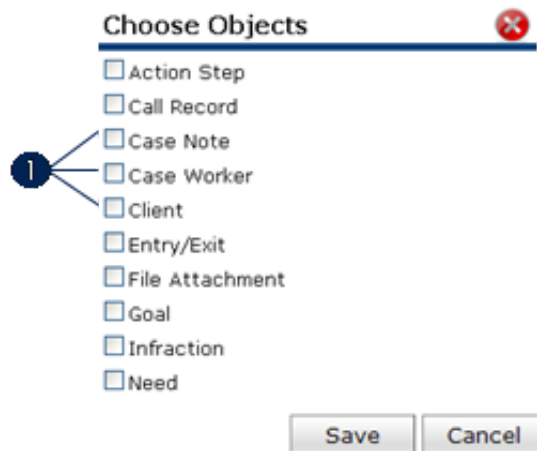 Choose Objects
Action Step
Call Record
Case Note
1
Case Worker
Client
Entry/Exit
File Attachment
Goal
Infraction
Need
Save Cancel